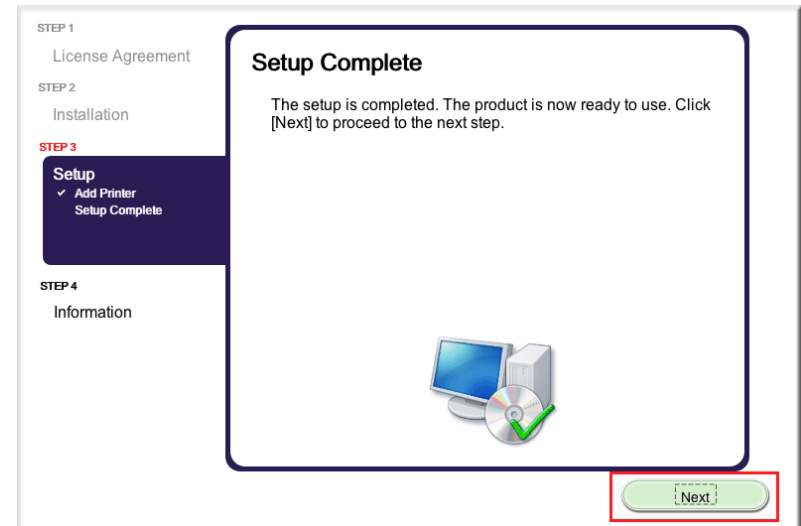 STEP 1
License Agreement
STEP 2
Installation
STEP 3
Setup
Add Printer
Setup Complete
STEP 4
Information
Setup Complete
The setup is completed. The product is now ready to use. Click
[Next] to proceed to the next step.
Next